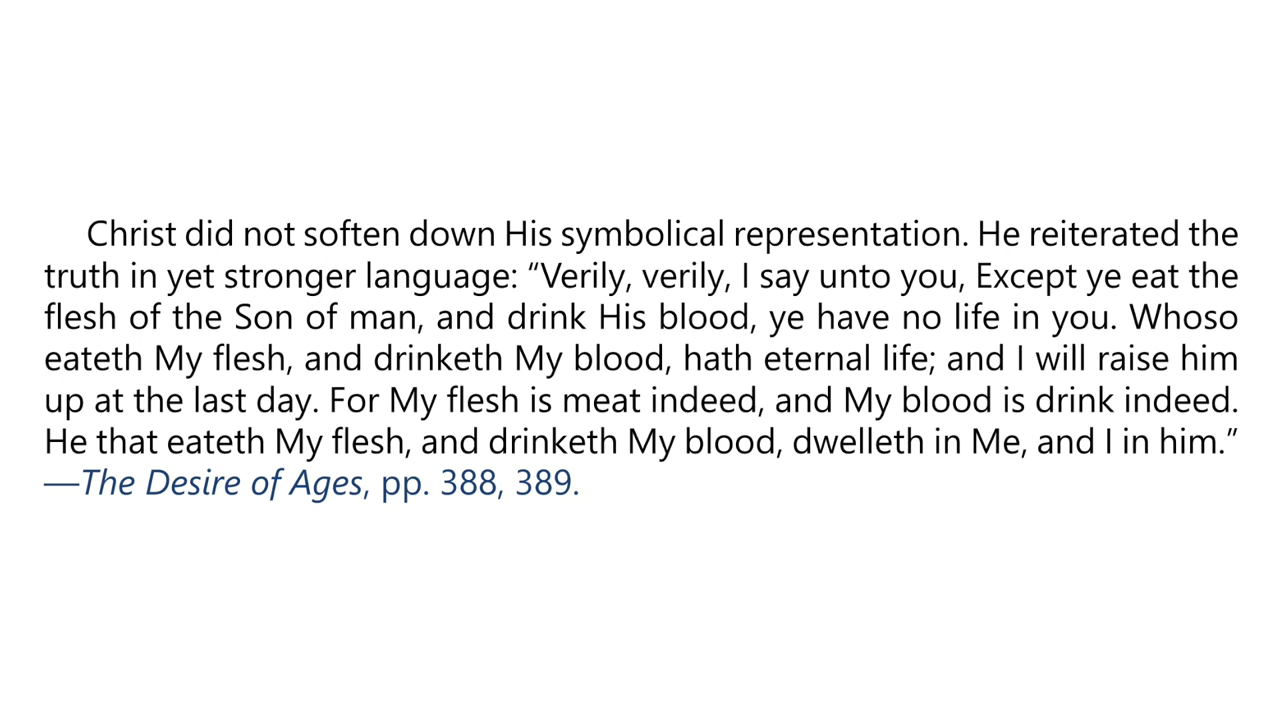 Christ did not soften down His symbolical representation. He reiterated the
truth in yet stronger language: “Verily, verily, I say unto you, Except ye eat the
flesh of the Son of man, and drink His blood, ye have no life in you. Whoso
eateth My flesh, and drinketh My blood, hath eternal life; and I will raise him
up at the last day. For My flesh is meat indeed, and My blood is drink indeed.
He that eateth My flesh, and drinketh My blood, dwelleth in Me, and I in him.”
—The Desire of Ages, pp. 388, 389.